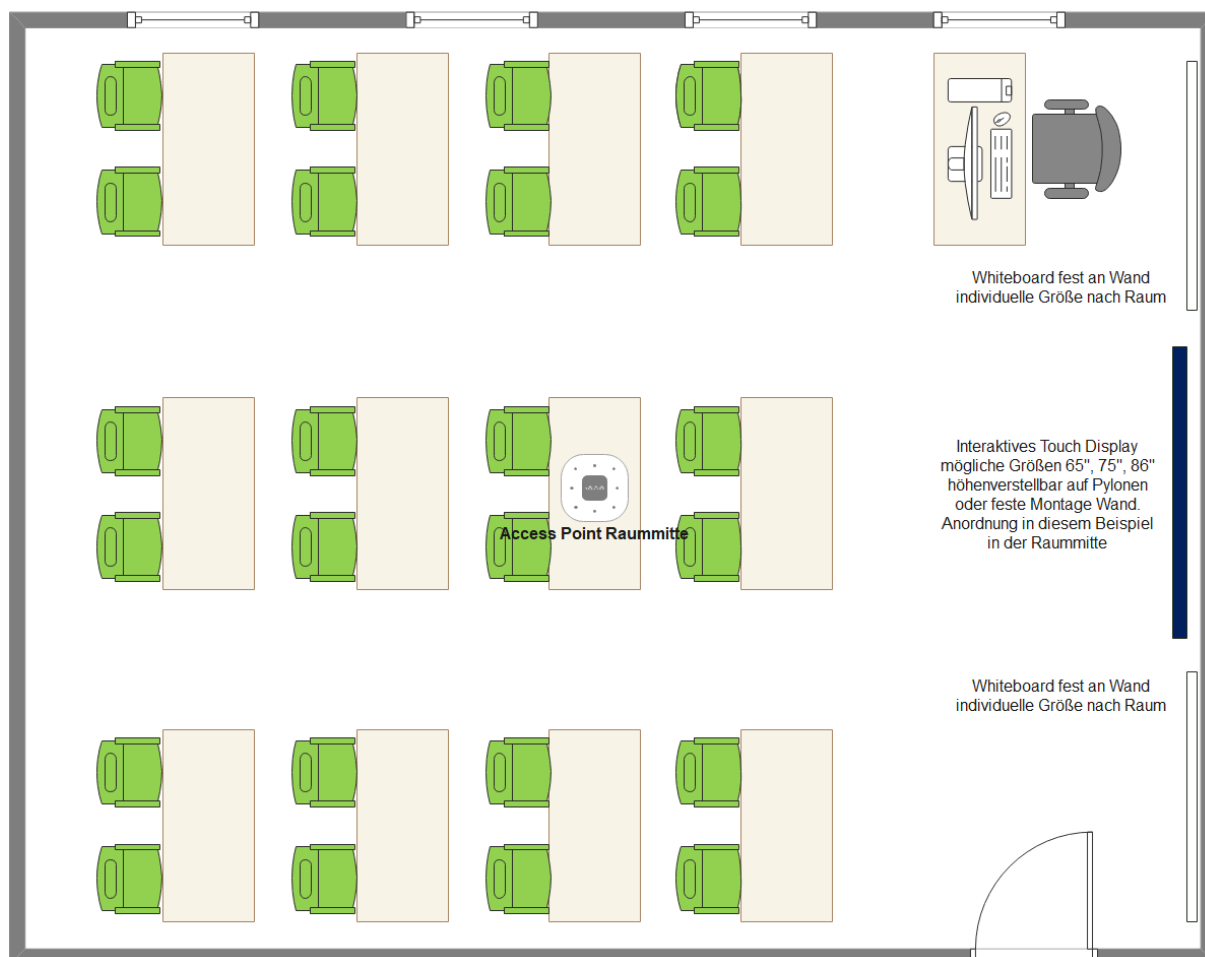 Whiteboard fest an Wand
individuelle Größe nach Raum
Interaktives Touch Display
mögliche Größen 65", 75", 86"
höhenverstellbar auf Pylonen
oder feste Montage Wand.
Anordnung in diesem Beispiel
in der Raummitte
Access Point Raummitte
Whiteboard fest an Wand
individuelle Größe nach Raum